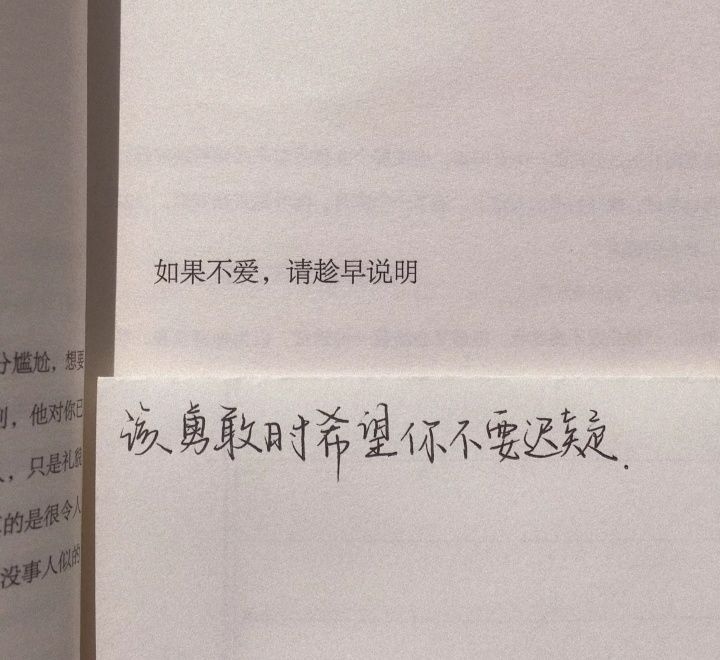 如果不爱，请趁早说明
分尴尬，想要
他对你已
，只是礼貌
的是很令人
没事人似的
该勇敢时希望你不要迟疑.